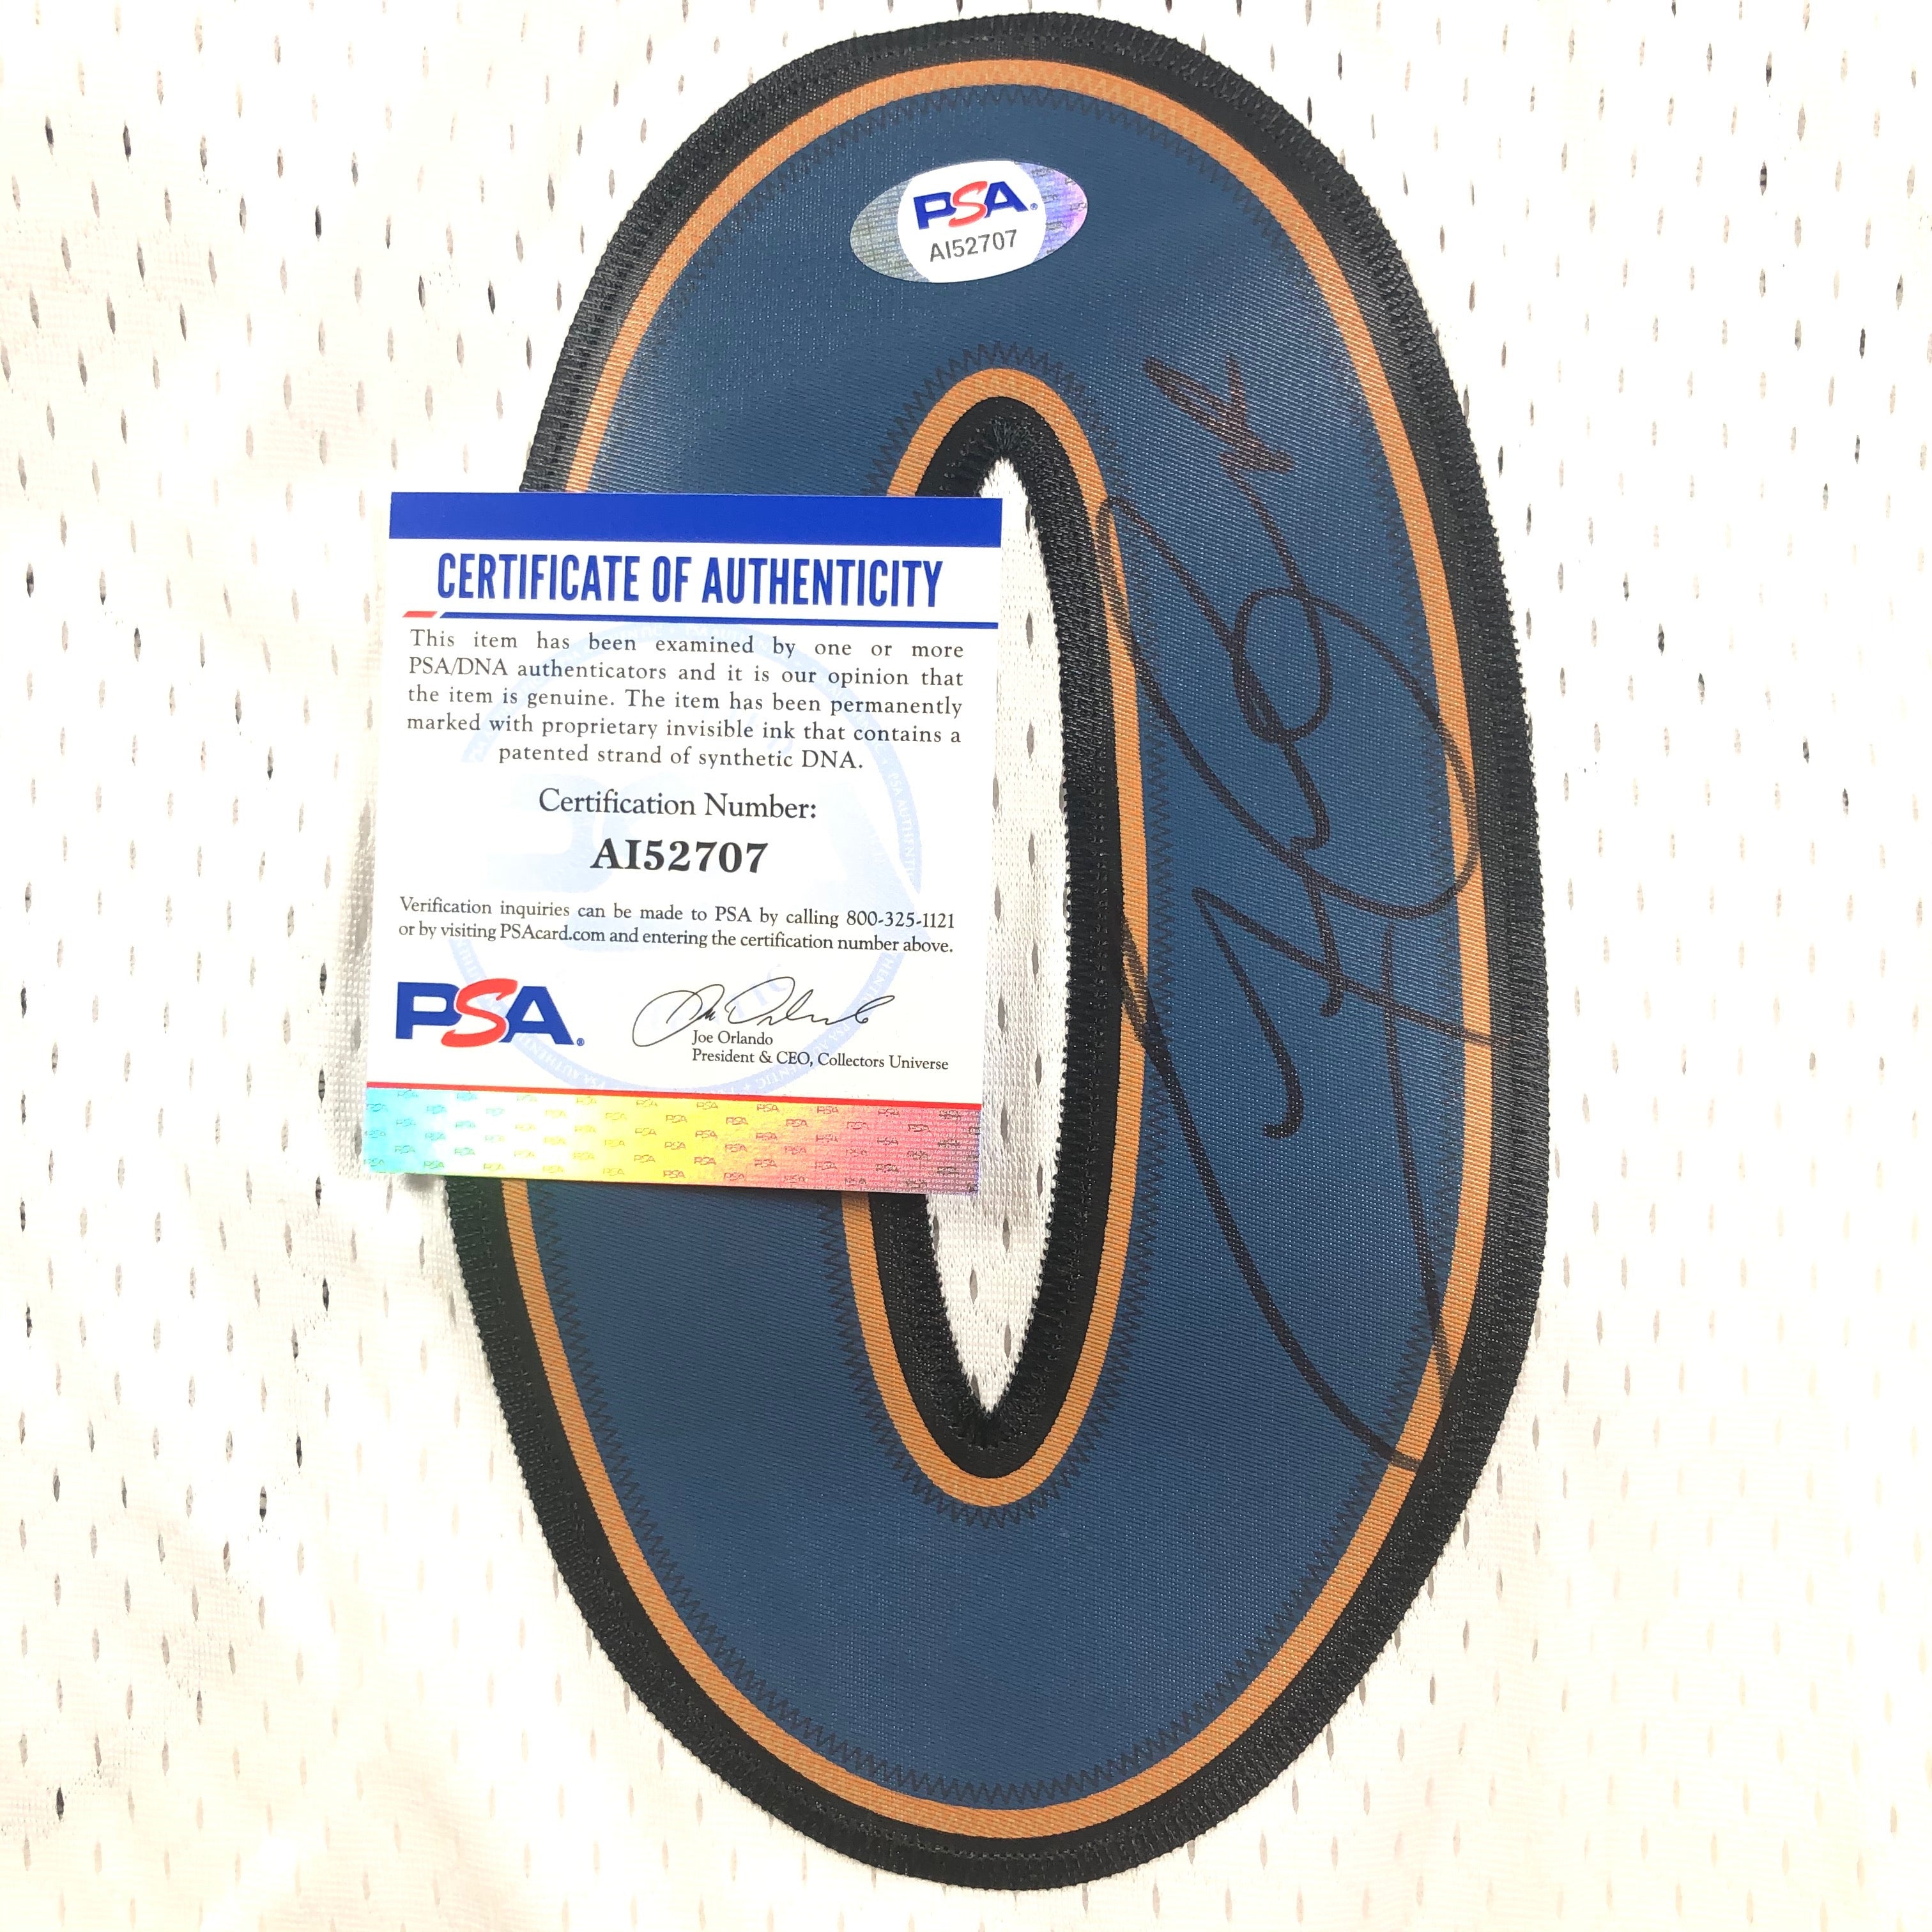 PSA
AI52707
CERTIFICATE OF AUTHENTICITY
This item has been examined by one or more
PSA/DNA authenticators and it is our opinion that
the item is genuine. The item has been permanently
marked with proprietary invisible ink that contains a
patented strand of synthetic DNA.
Certification Number:
AI52707
Verification inquiries can be made to PSA by calling 800-325-1121
or by visiting PSAcard.com and entering the certification number above.
PSA®
Joe Orlando
President & CEO, Collectors Universe
0